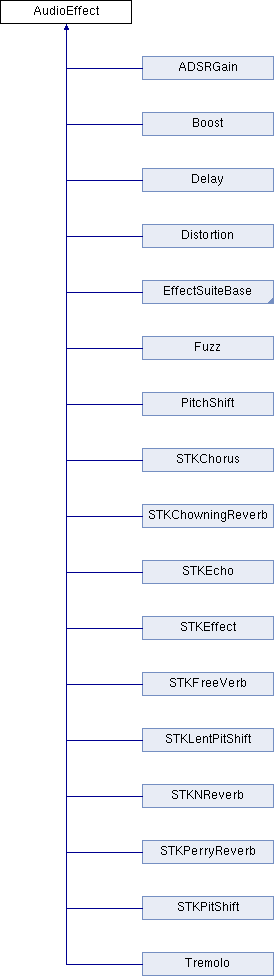 AudioEffect
ADSRGain
Boost
Delay
Distortion
EffectSuiteBase
Fuzz
PitchShift
STKChorus
STKChowningReverb
STKEcho
STKEffect
STKFreeVerb
STKLentPitShift
STKNReverb
STKPerryReverb
STKPitShift
Tremolo